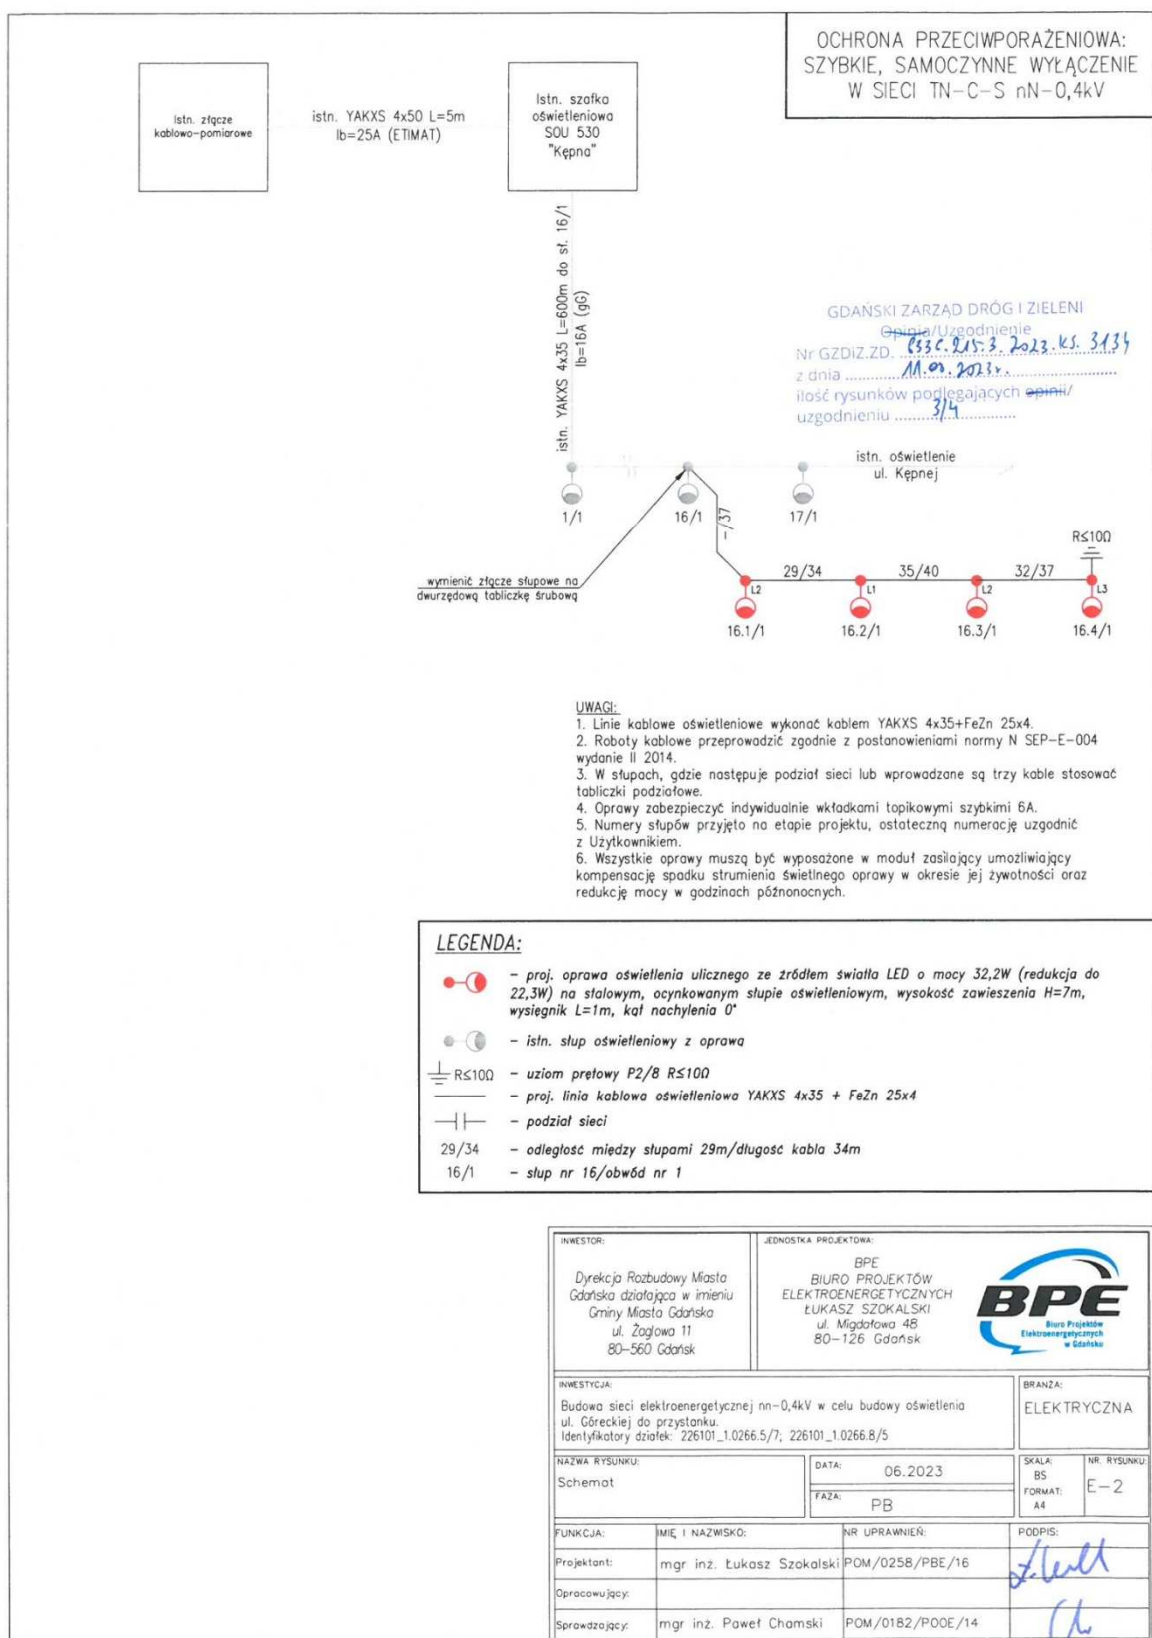 OCHRONA PRZECIWPORAŻENIOWA:
SZYBKIE, SAMOCZYNNE WYŁĄCZENIE
W SIECI TN-C-S nN-0,4kV
Istn. złącze
kablowo-pomiarowe
istn. YAKXS 4x50 L=5m
Ib=25A (ETIMAT)
Istn. szafka
oświetleniowa
SOU 530
"Kępna"
istn. YAKXS 4x35 L=600m do sł. 16/1
Ib=16A (gG)
GDAŃSKI ZARZĄD DRÓG I ZIELENI
Opinia/Uzgodnienie
Nr GZDiZ.ZD. 215.3.2023.KS. 3134
z dnia 2023r.
ilość rysunków podlegających opinii/
uzgodnieniu 3/4
istn. oświetlenie
ul. Kępnej
1/1
16/1
17/1
-/37
R≤10Ω
wymienić złącze słupowe na
dwurzędową tabliczkę śrubową
29/34
35/40
32/37
L2
L1
L2
L3
16.1/1
16.2/1
16.3/1
16.4/1
UWAGI:
1. Linie kablowe oświetleniowe wykonać kablem YAKXS 4x35+FeZn 25x4.
2. Roboty kablowe przeprowadzić zgodnie z postanowieniami normy N SEP-E-004
wydanie II 2014.
3. W słupach, gdzie następuje podział sieci lub wprowadzane są trzy kable stosować
tabliczki podziałowe.
4. Oprawy zabezpieczyć indywidualnie wkładkami topikowymi szybkimi 6A.
5. Numery słupów przyjęto na etapie projektu, ostateczną numerację uzgodnić
z Użytkownikiem.
6. Wszystkie oprawy muszą być wyposażone w moduł zasilający umożliwiający
kompensację spadku strumienia świetlnego oprawy w okresie jej żywotności oraz
redukcję mocy w godzinach późnonocnych.
LEGENDA:
- proj. oprawa oświetlenia ulicznego ze źródłem światła LED o mocy 32,2W (redukcja do
22,3W) na stalowym, ocynkowanym słupie oświetleniowym, wysokość zawieszenia H=7m,
wysięgnik L=1m, kąt nachylenia 0°
- istn. słup oświetleniowy z oprawą
R≤10Ω - uziom prętowy P2/8 R≤10Ω
- proj. linia kablowa oświetleniowa YAKXS 4x35 + FeZn 25x4
- podział sieci
29/34 - odległość między słupami 29m/długość kabla 34m
16/1 - słup nr 16/obwód nr 1
INWESTOR:
Dyrekcja Rozbudowy Miasta
Gdańska działająca w imieniu
Gminy Miasta Gdańska
ul. Żaglowa 11
80-560 Gdańsk
JEDNOSTKA PROJEKTOWA:
BPE
BIURO PROJEKTÓW
ELEKTROENERGETYCZNYCH
ŁUKASZ SZOKALSKI
ul. Migdałowa 48
80-126 Gdańsk
BPE
Biuro Projektów
Elektroenergetycznych
w Gdańsku
INWESTYCJA:
Budowa sieci elektroenergetycznej nn-0,4kV w celu budowy oświetlenia
ul. Góreckiej do przystanku.
Identyfikatory działek: 226101_1.0266.5/7; 226101_1.0266.8/5
BRANŻA:
ELEKTRYCZNA
NAZWA RYSUNKU:
Schemat
DATA:
06.2023
FAZA:
PB
SKALA:
BS
FORMAT:
A4
NR. RYSUNKU:
E-2
FUNKCJA:
IMIĘ I NAZWISKO:
NR UPRAWNIEŃ:
PODPIS:
Projektant:
mgr inż. Łukasz Szokalski
POM/0258/PBE/16
Opracowujący:
Sprawdzający:
mgr inż. Paweł Chamski
POM/0182/POOE/14